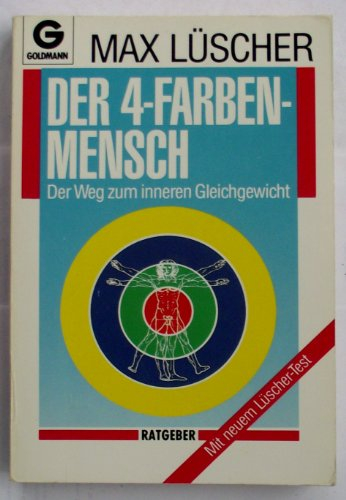 G
GOLDMANN
MAX LÜSCHER
DER 4-FARBEN-
MENSCH
Der Weg zum inneren Gleichgewicht
Mit neuem Lüscher-Test
RATGEBER